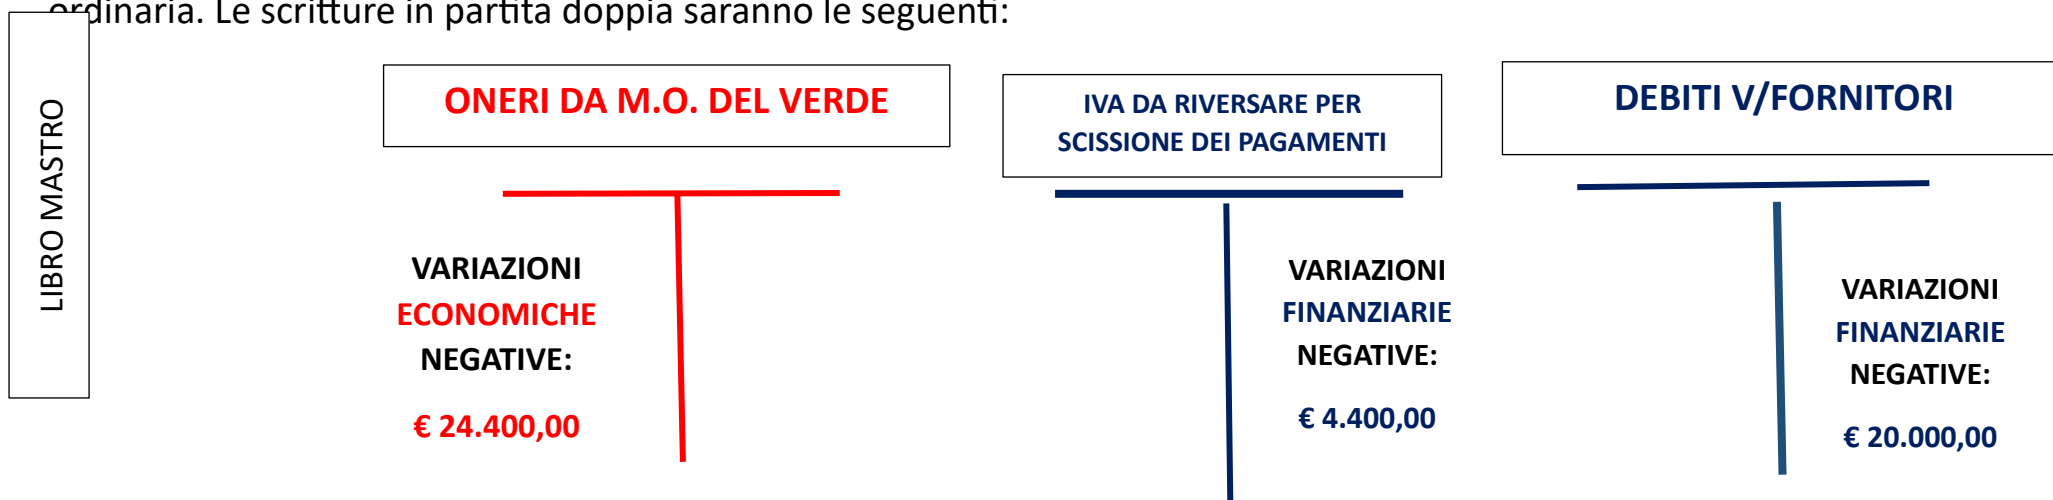 ordinaria. Le scritture in partita doppia saranno le seguenti:
LIBRO MASTRO
ONERI DA M.O. DEL VERDE
IVA DA RIVERSARE PER
SCISSIONE DEI PAGAMENTI
DEBITI V/FORNITORI
VARIAZIONI
ECONOMICHE
NEGATIVE:
€ 24.400,00
VARIAZIONI
FINANZIARIE
NEGATIVE:
€ 4.400,00
VARIAZIONI
FINANZIARIE
NEGATIVE:
€ 20.000,00